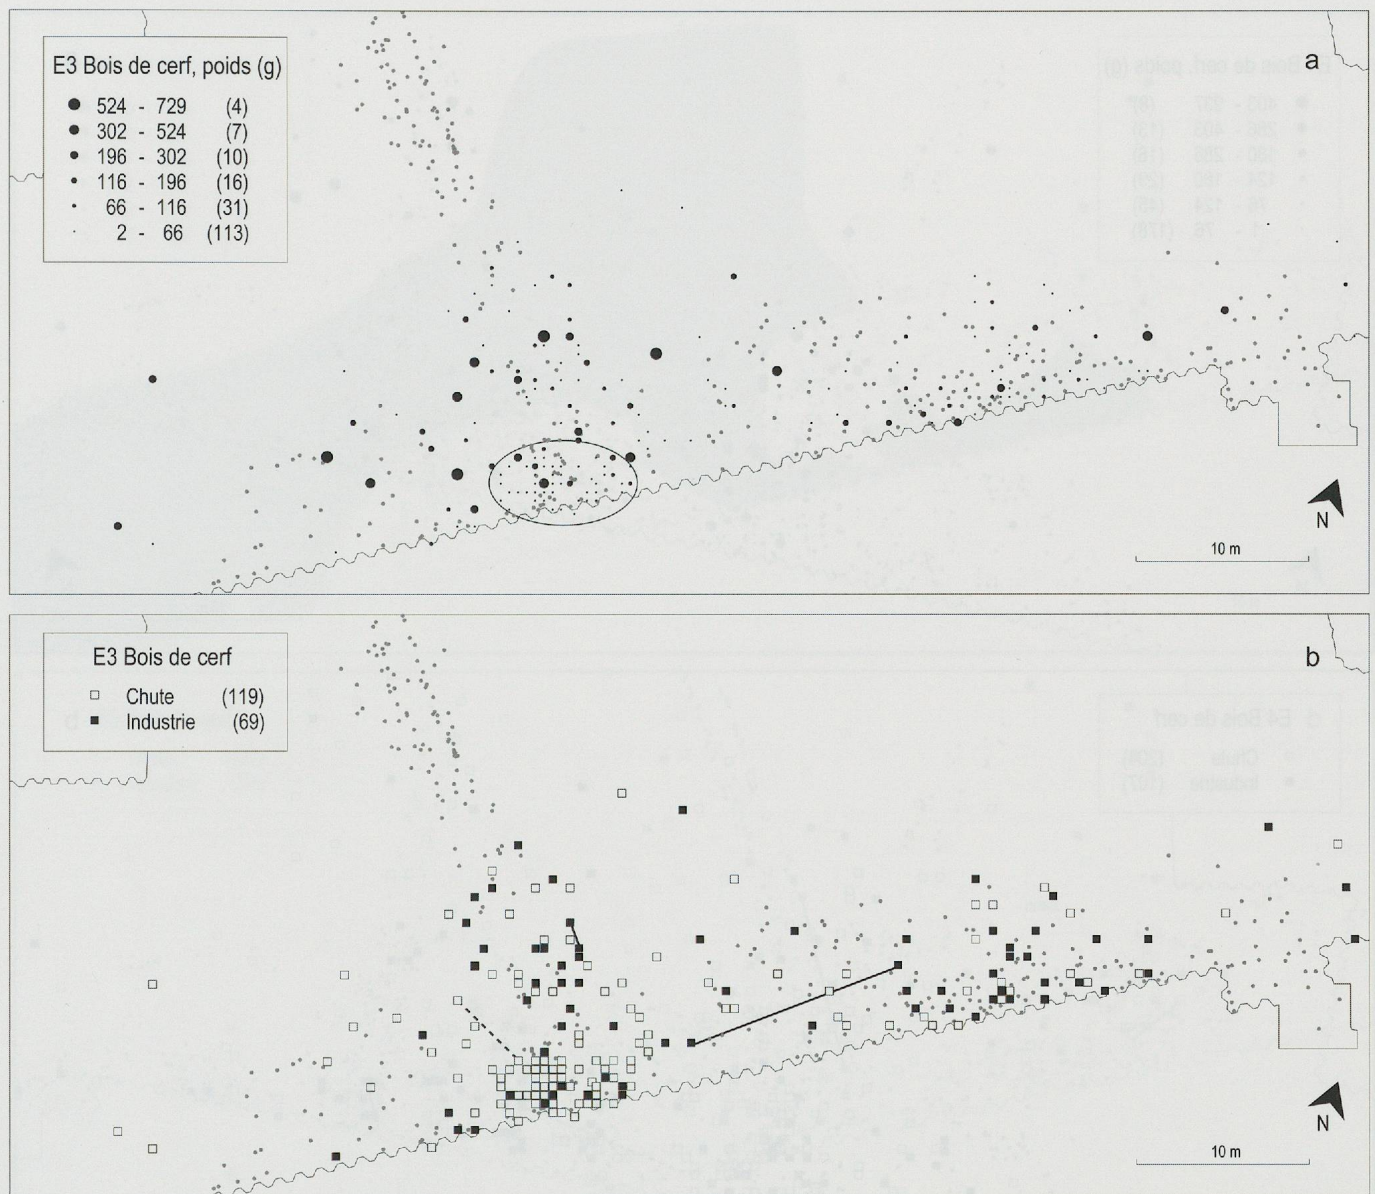 a
E3 Bois de cerf, poids (g)
524 - 729 (4)
302 - 524 (7)
196 - 302 (10)
116 - 196 (16)
66 - 116 (31)
2 - 66 (113)
N
10 m
b
E3 Bois de cerf
Chute (119)
Industrie (69)
N
10 m